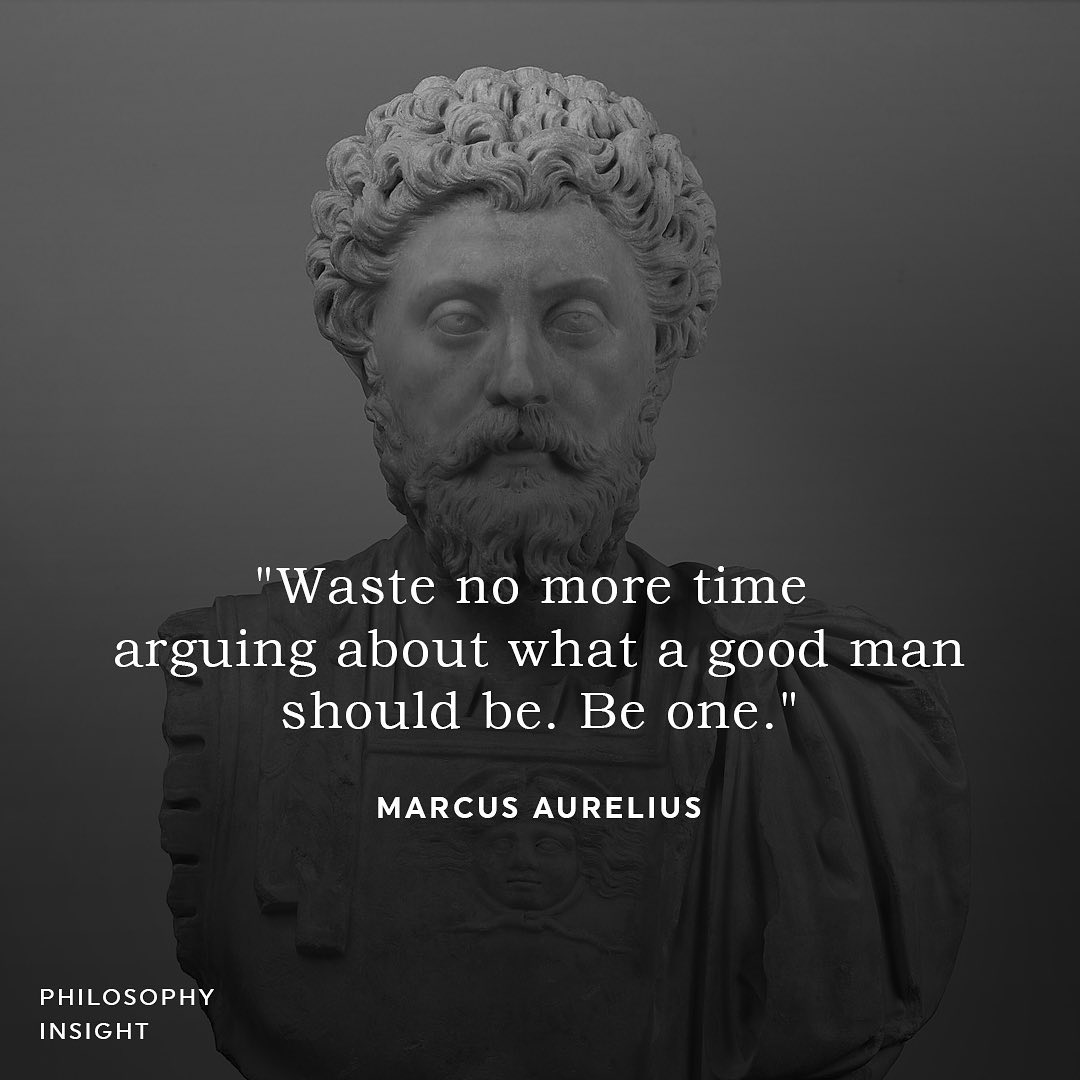 "Waste no more time
arguing about what a good man
should be. Be one."
MARCUS AURELIUS
PHILOSOPHY
INSIGHT